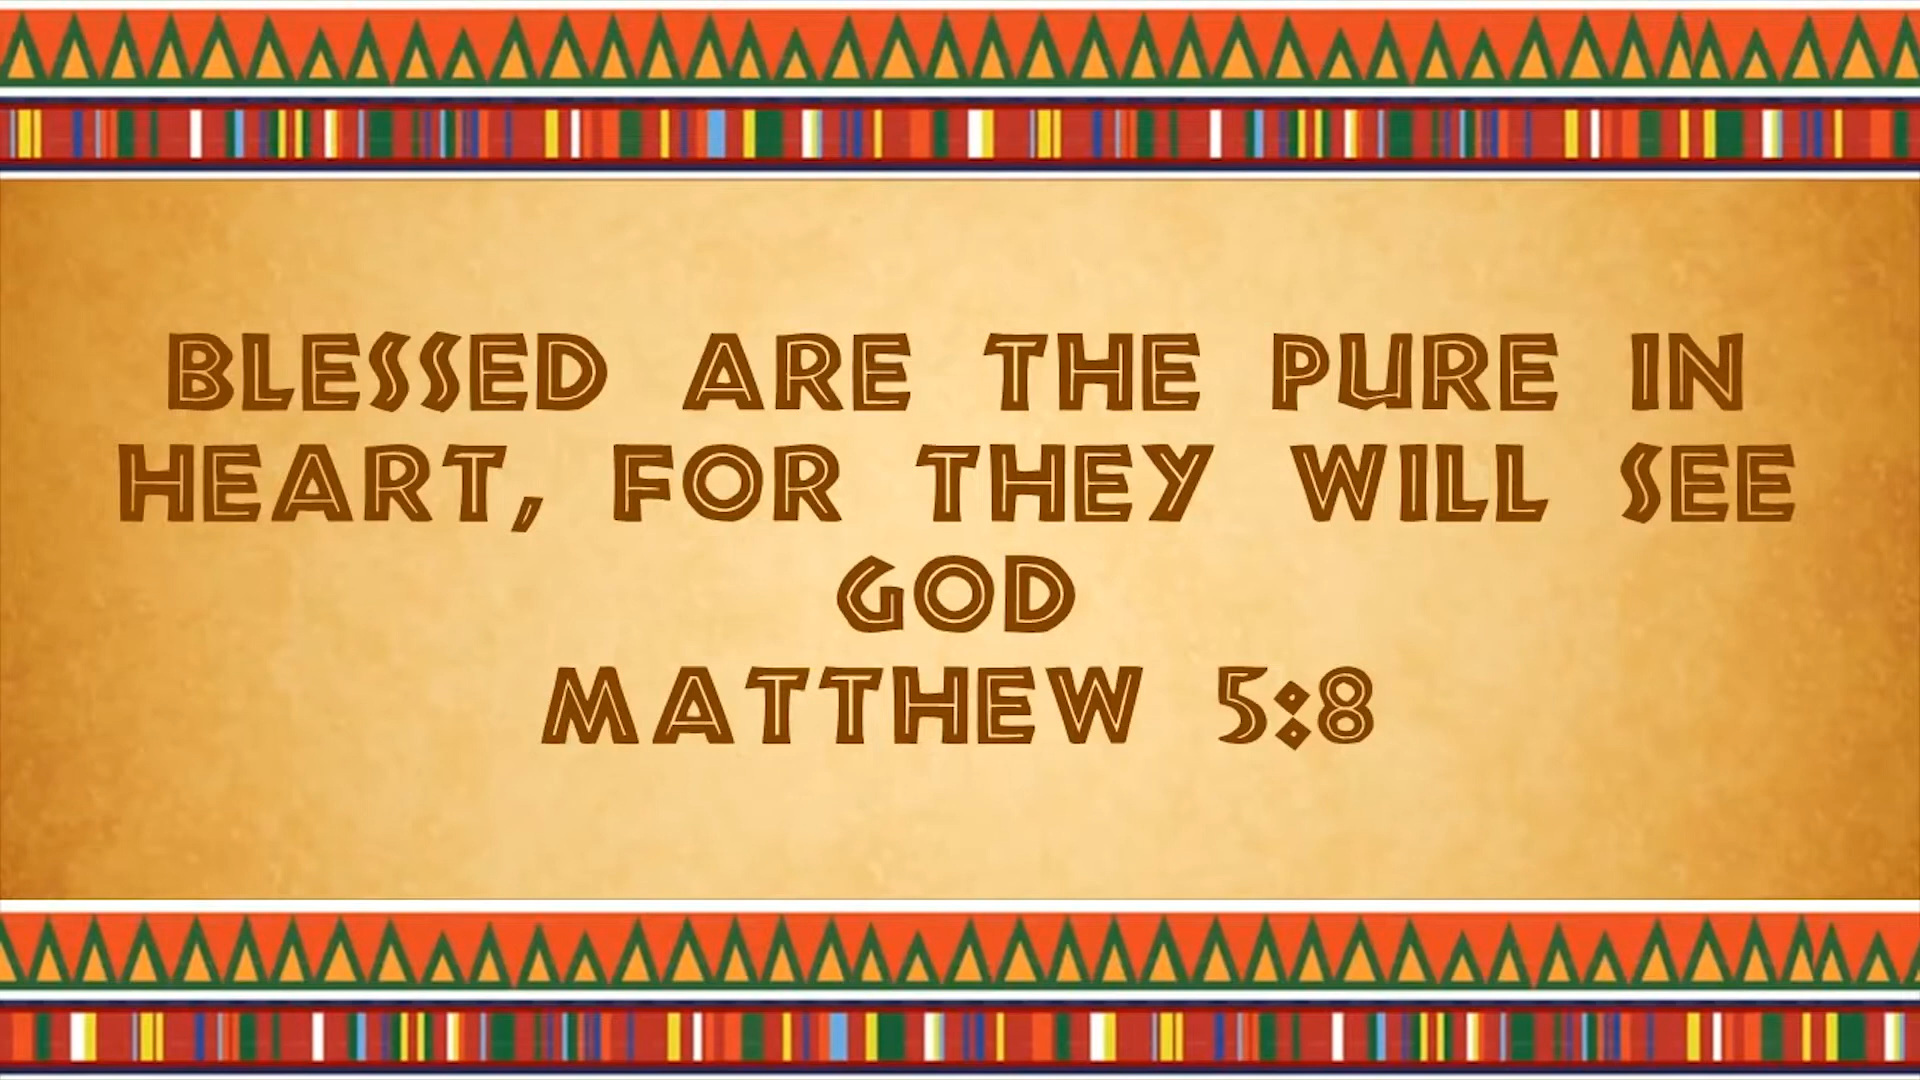 BLESSED ARE THE PURE IN
HEART, FOR THEY WILL SEE
GOD
MATTHEW 5:8